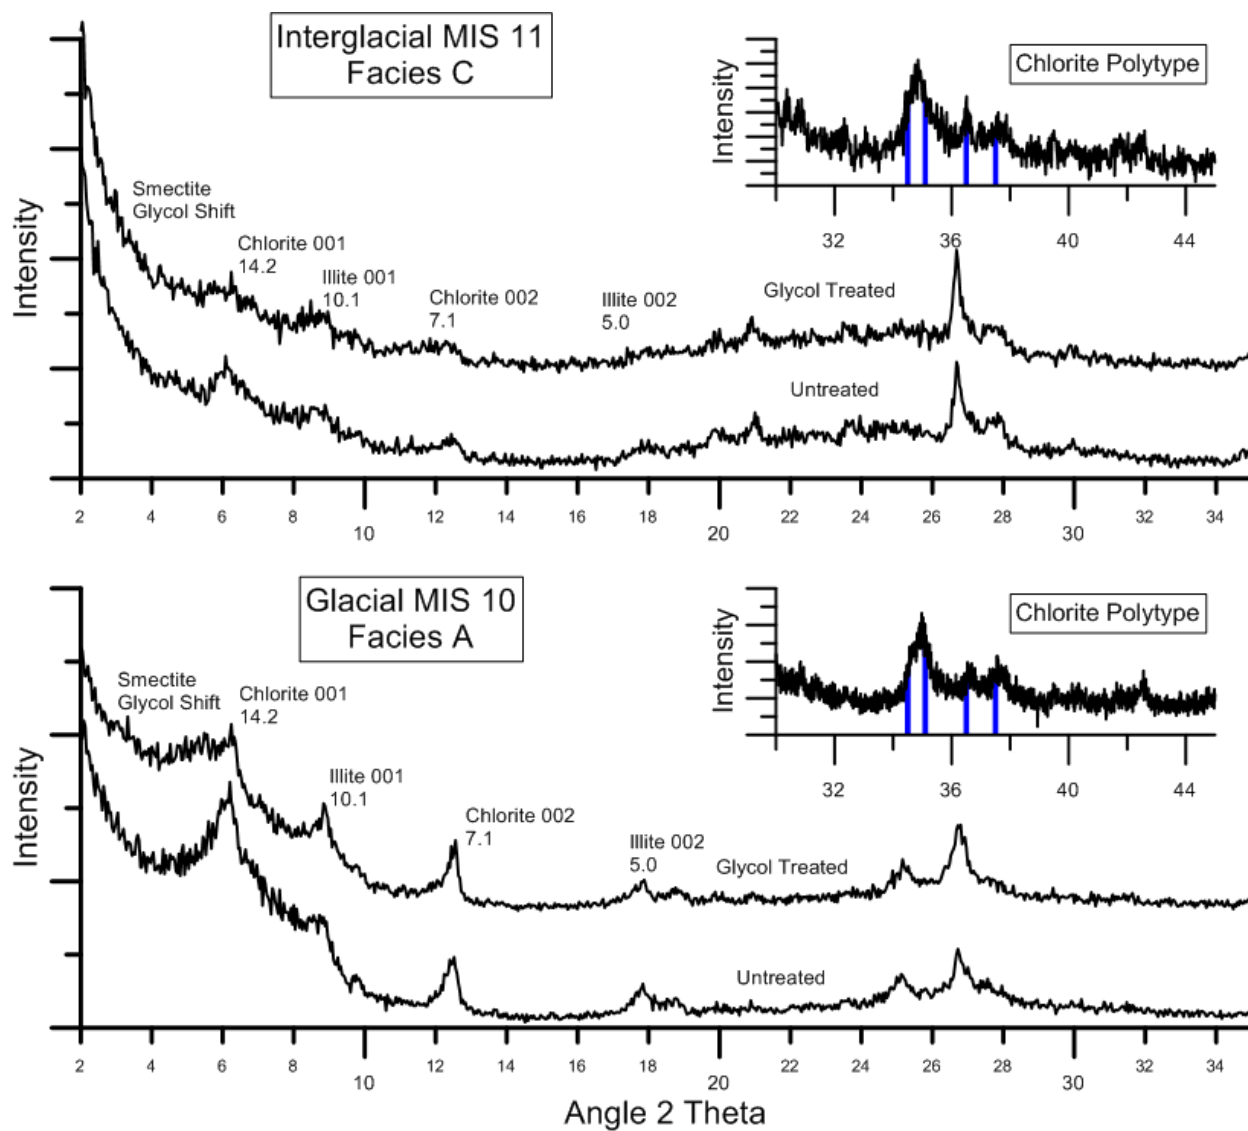 Interglacial MIS 11
Facies C
Chlorite Polytype
Intensity
32
36
40
44
Intensity
Smectite
Glycol Shift
Chlorite 001
14.2
Illite 001
10.1
Chlorite 002
7.1
Illite 002
5.0
Glycol Treated
Untreated
2
4
6
8
10
12
14
16
18
20
22
24
26
28
30
32
34
Glacial MIS 10
Facies A
Chlorite Polytype
Intensity
32
36
40
44
Intensity
Smectite
Glycol Shift
Chlorite 001
14.2
Illite 001
10.1
Chlorite 002
7.1
Illite 002
5.0
Glycol Treated
Untreated
2
4
6
8
10
12
14
16
18
20
22
24
26
28
30
32
34
Angle 2 Theta